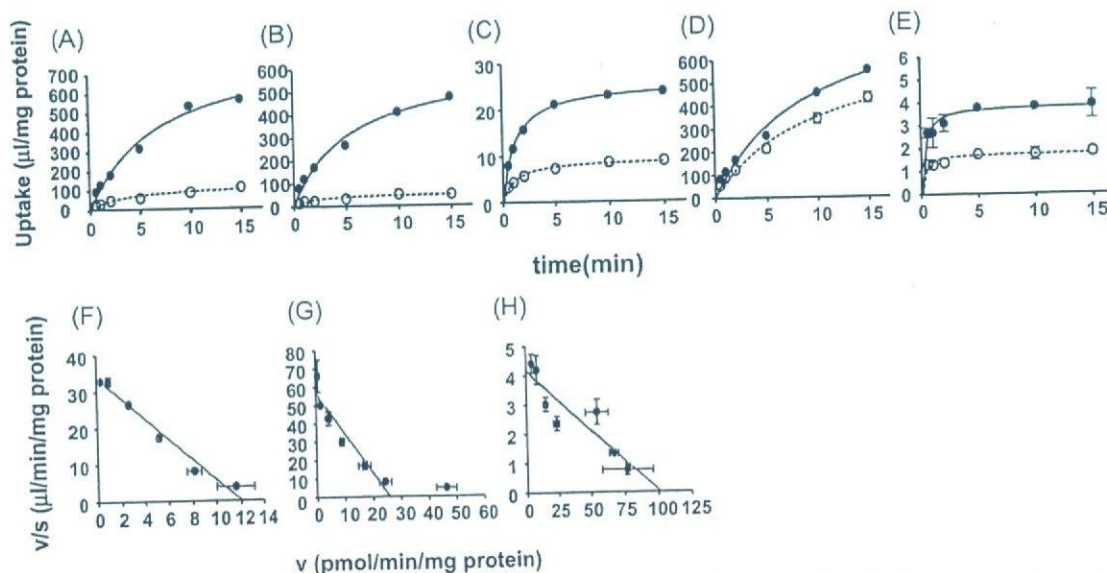 (A) (B) (C) (D) (E)
Uptake (µl/mg protein)
700 600 500 400 300 200 100 0
0 5 10 15
600 500 400 300 200 100 0
0 5 10 15
30 20 10 0
0 5 10 15
600 500 400 300 200 100 0
0 5 10 15
6 5 4 3 2 1 0
0 5 10 15
time(min)
(F) (G) (H)
v/s (µl/min/mg protein)
40 30 20 10 0
0 2 4 6 8 10 12 14
80 70 60 50 40 30 20 10 0
0 10 20 30 40 50 60
5 4 3 2 1 0
0 25 50 75 100 125
v (pmol/min/mg protein)